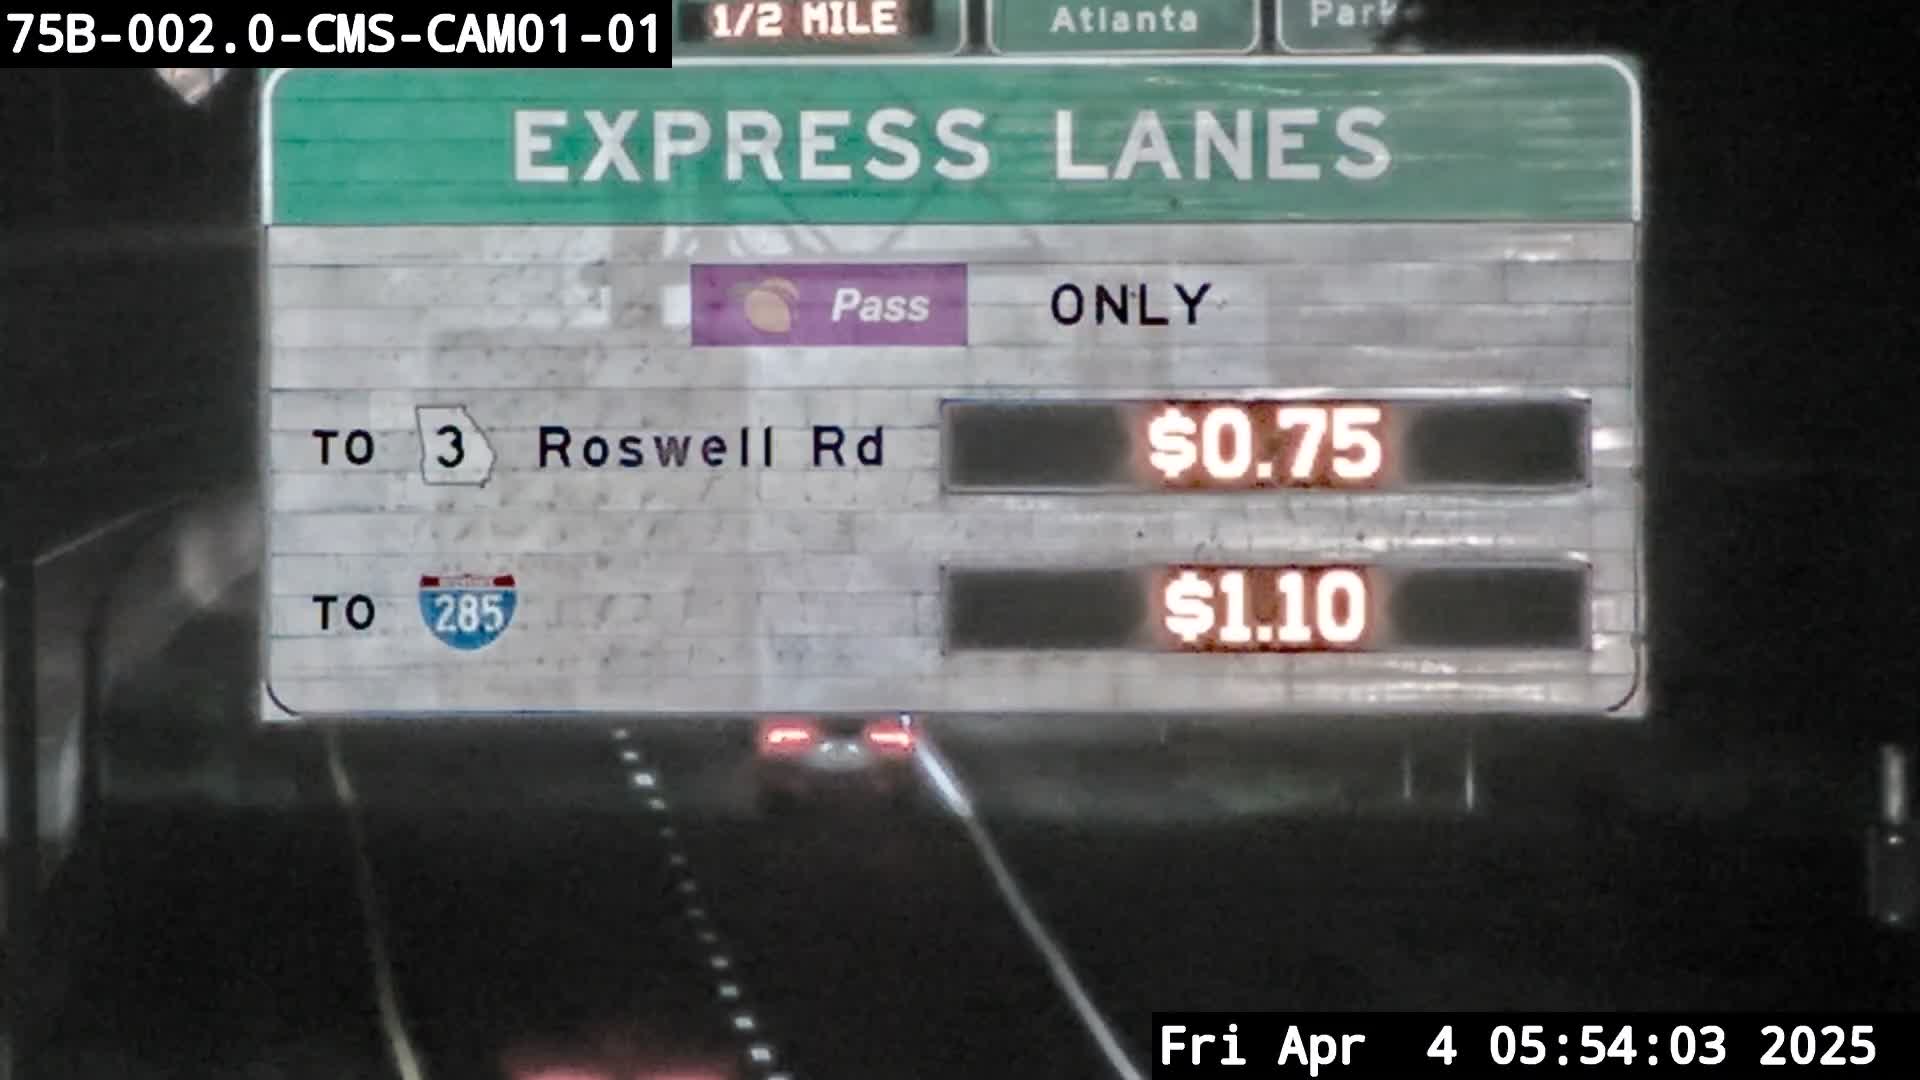 75B-002.0-CMS-CAM01-01
1/2 MILE
Atlanta
Park
EXPRESS LANES
Pass ONLY
TO 3 Roswell Rd $0.75
TO 285 $1.10
Fri Apr 4 05:54:03 2025